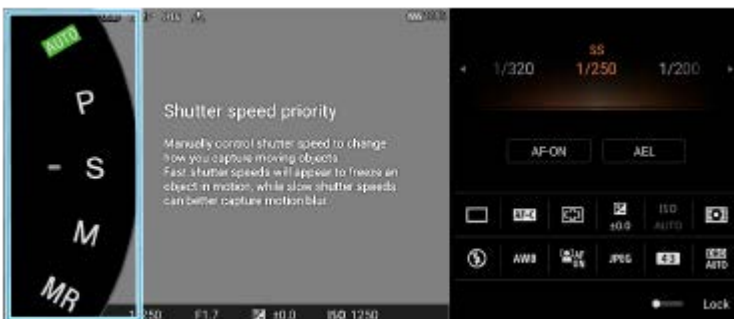 AUTO
P
- S
M
MR
Shutter speed priority
Manually control shutter speed to change
how you capture moving objects.
Fast shutter speeds will appear to freeze an
object in motion, while slow shutter speeds
can better capture motion blur.
F1.7 ±0.0 ISO 1250
SS
1/320 1/250 1/200
AF-ON AEL
AF-C ±0.0 ISO AUTO
AWB AF ON JPEG 4:3 AUTO
Lock